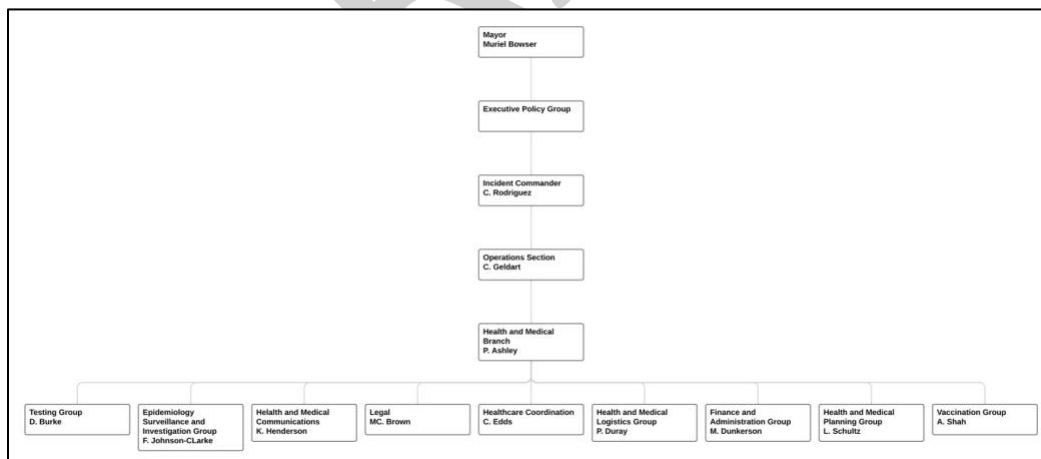 Mayor
Muriel Bowser
Executive Policy Group
Incident Commander
C. Rodriguez
Operations Section
C. Geldart
Health and Medical
Branch
P. Ashley
Testing Group
D. Burke
Epidemiology
Surveillance and
Investigation Group
F. Johnson-CLarke
Helalth and Medical
Communications
K. Henderson
Legal
MC. Brown
Healthcare Coordination
C. Edds
Health and Medical
Logistics Group
P. Duray
Finance and
Administration Group
M. Dunkerson
Health and Medical
Planning Group
L. Schultz
Vaccination Group
A. Shah